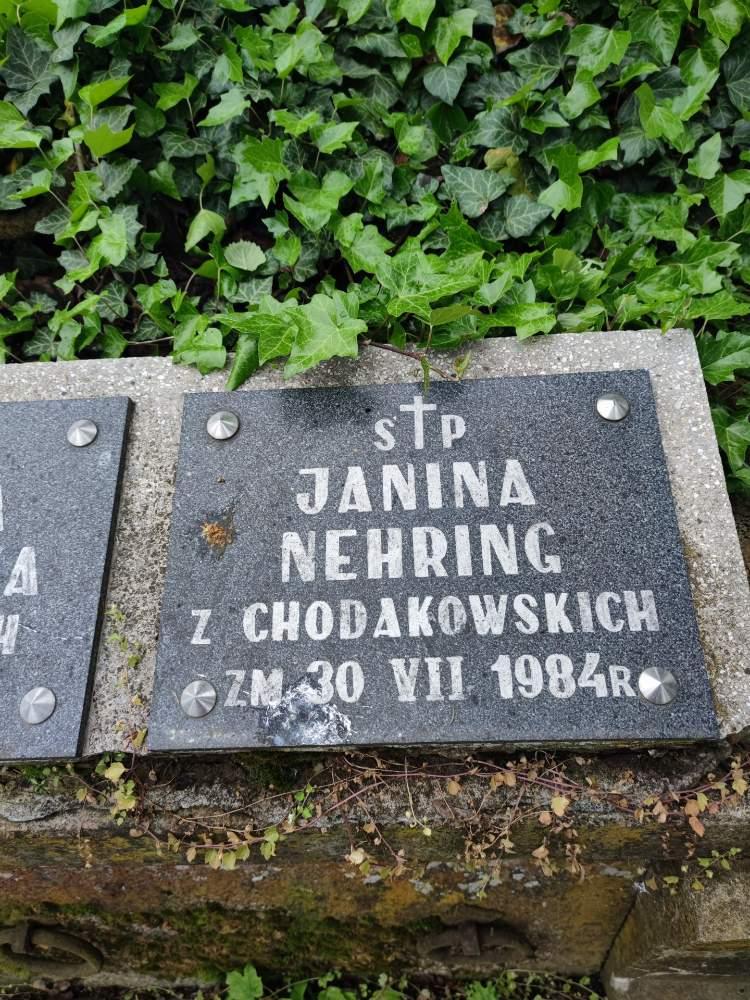 S†P
JANINA
NEHRING
Z CHODAKOWSKICH
ZM 30 VII 1984R